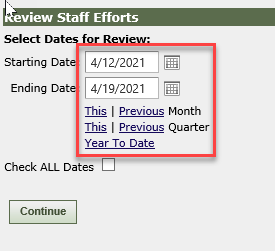 Review Staff Efforts
Select Dates for Review:
Starting Date: 4/12/2021
Ending Date: 4/19/2021
This | Previous Month
This | Previous Quarter
Year To Date
Check ALL Dates
Continue